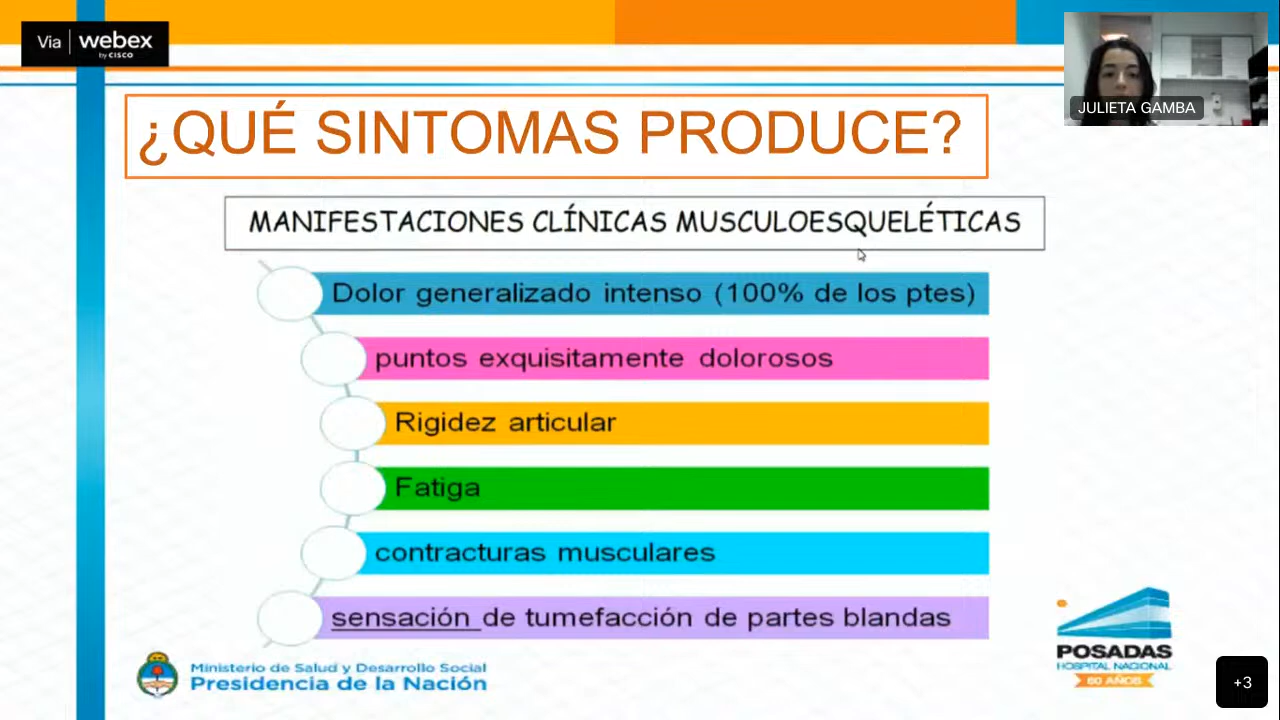 Via webex
by CISCO
JULIETA GAMBA
¿QUÉ SINTOMAS PRODUCE?
MANIFESTACIONES CLÍNICAS MUSCULOESQUELÉTICAS
Dolor generalizado intenso (100% de los ptes)
puntos exquisitamente dolorosos
Rigidez articular
Fatiga
contracturas musculares
sensación de tumefacción de partes blandas
Ministerio de Salud y Desarrollo Social
Presidencia de la Nación
POSADAS
HOSPITAL NACIONAL
60 AÑOS
+3